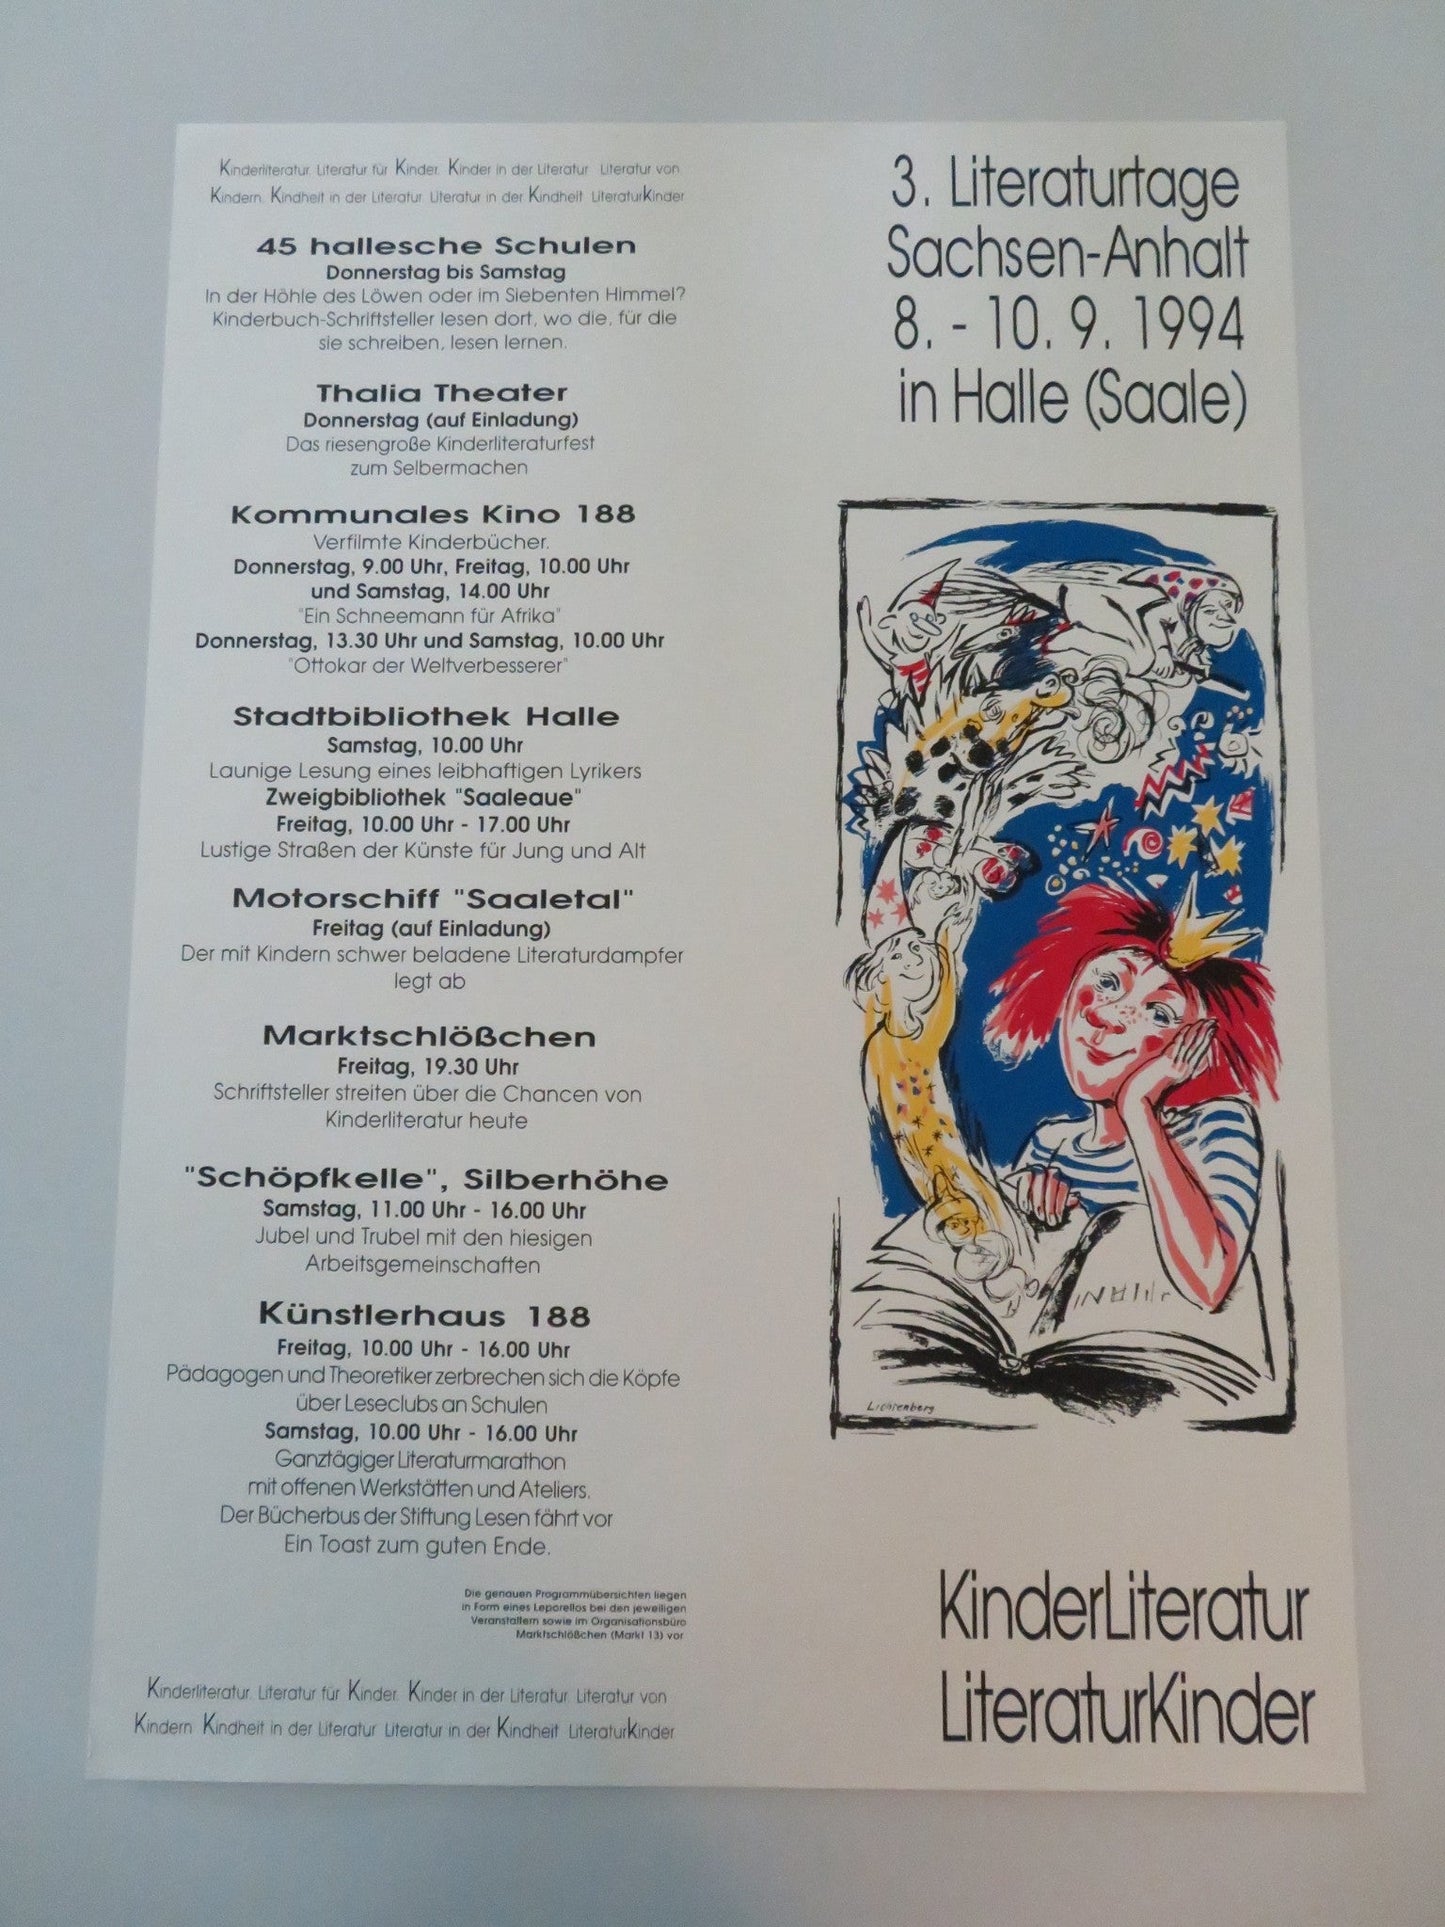 Kinderliteratur. Literatur für Kinder. Kinder in der Literatur. Literatur von
Kindern. Kindheit in der Literatur. Literatur in der Kindheit. LiteraturKinder
45 hallesche Schulen
Donnerstag bis Samstag
In der Höhle des Löwen oder im Siebenten Himmel?
Kinderbuch-Schriftsteller lesen dort, wo die, für die
sie schreiben, lesen lernen.
Thalia Theater
Donnerstag (auf Einladung)
Das riesengroße Kinderliteraturfest
zum Selbermachen
Kommunales Kino 188
Verfilmte Kinderbücher.
Donnerstag, 9.00 Uhr, Freitag, 10.00 Uhr
und Samstag, 14.00 Uhr
"Ein Schneemann für Afrika"
Donnerstag, 13.30 Uhr und Samstag, 10.00 Uhr
"Ottokar der Weltverbesserer"
Stadtbibliothek Halle
Samstag, 10.00 Uhr
Launige Lesung eines leibhaftigen Lyrikers
Zweigbibliothek "Saaleaue"
Freitag, 10.00 Uhr - 17.00 Uhr
Lustige Straßen der Künste für Jung und Alt
Motorschiff "Saaletal"
Freitag (auf Einladung)
Der mit Kindern schwer beladene Literaturdampfer
legt ab
Marktschlößchen
Freitag, 19.30 Uhr
Schriftsteller streiten über die Chancen von
Kinderliteratur heute
"Schöpfkelle", Silberhöhe
Samstag, 11.00 Uhr - 16.00 Uhr
Jubel und Trubel mit den hiesigen
Arbeitsgemeinschaften
Künstlerhaus 188
Freitag, 10.00 Uhr - 16.00 Uhr
Pädagogen und Theoretiker zerbrechen sich die Köpfe
über Leseclubs an Schulen
Samstag, 10.00 Uhr - 16.00 Uhr
Ganztägiger Literaturmarathon
mit offenen Werkstätten und Ateliers.
Der Bücherbus der Stiftung Lesen fährt vor
Ein Toast zum guten Ende.
Die genauen Programmübersichten liegen
in Form eines Leporellos bei den jeweiligen
Veranstaltern sowie im Organisationsbüro
Marktschlößchen (Markt 13) vor
Kinderliteratur. Literatur für Kinder. Kinder in der Literatur. Literatur von
Kindern Kindheit in der Literatur Literatur in der Kindheit LiteraturKinder
3. Literaturtage
Sachsen-Anhalt
8. - 10. 9. 1994
in Halle (Saale)
Lichtenberg
KinderLiteratur
LiteraturKinder